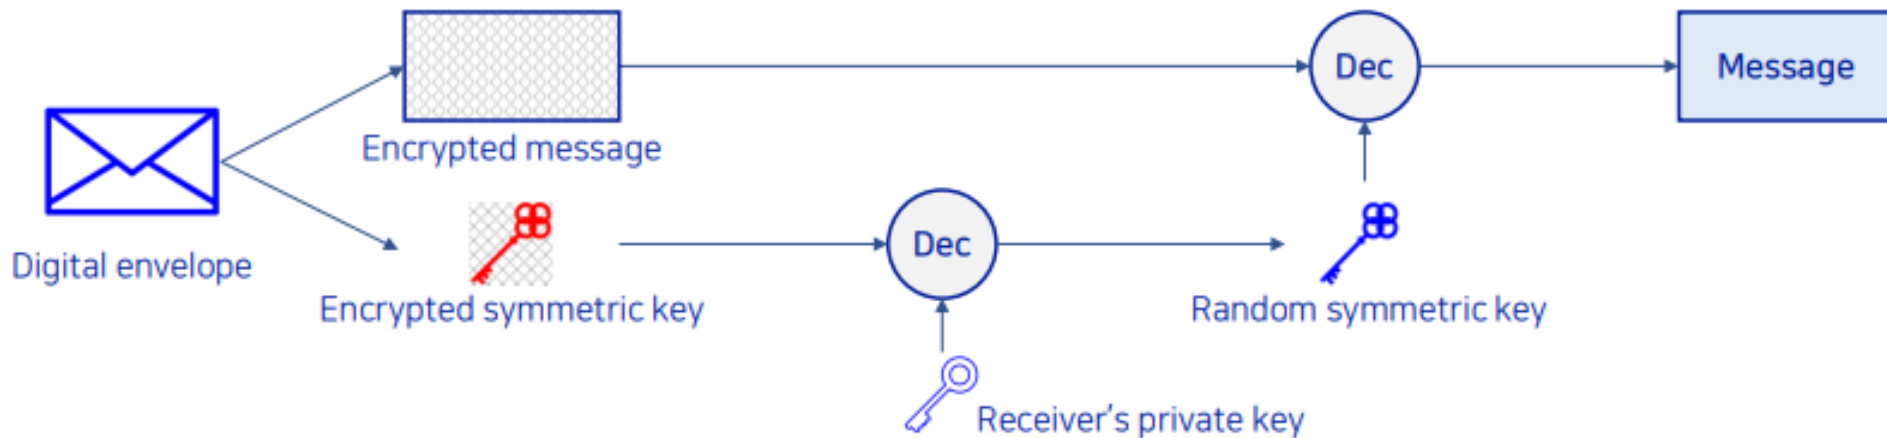 Dec
Message
Encrypted message
Digital envelope
Dec
Encrypted symmetric key
Random symmetric key
Receiver's private key